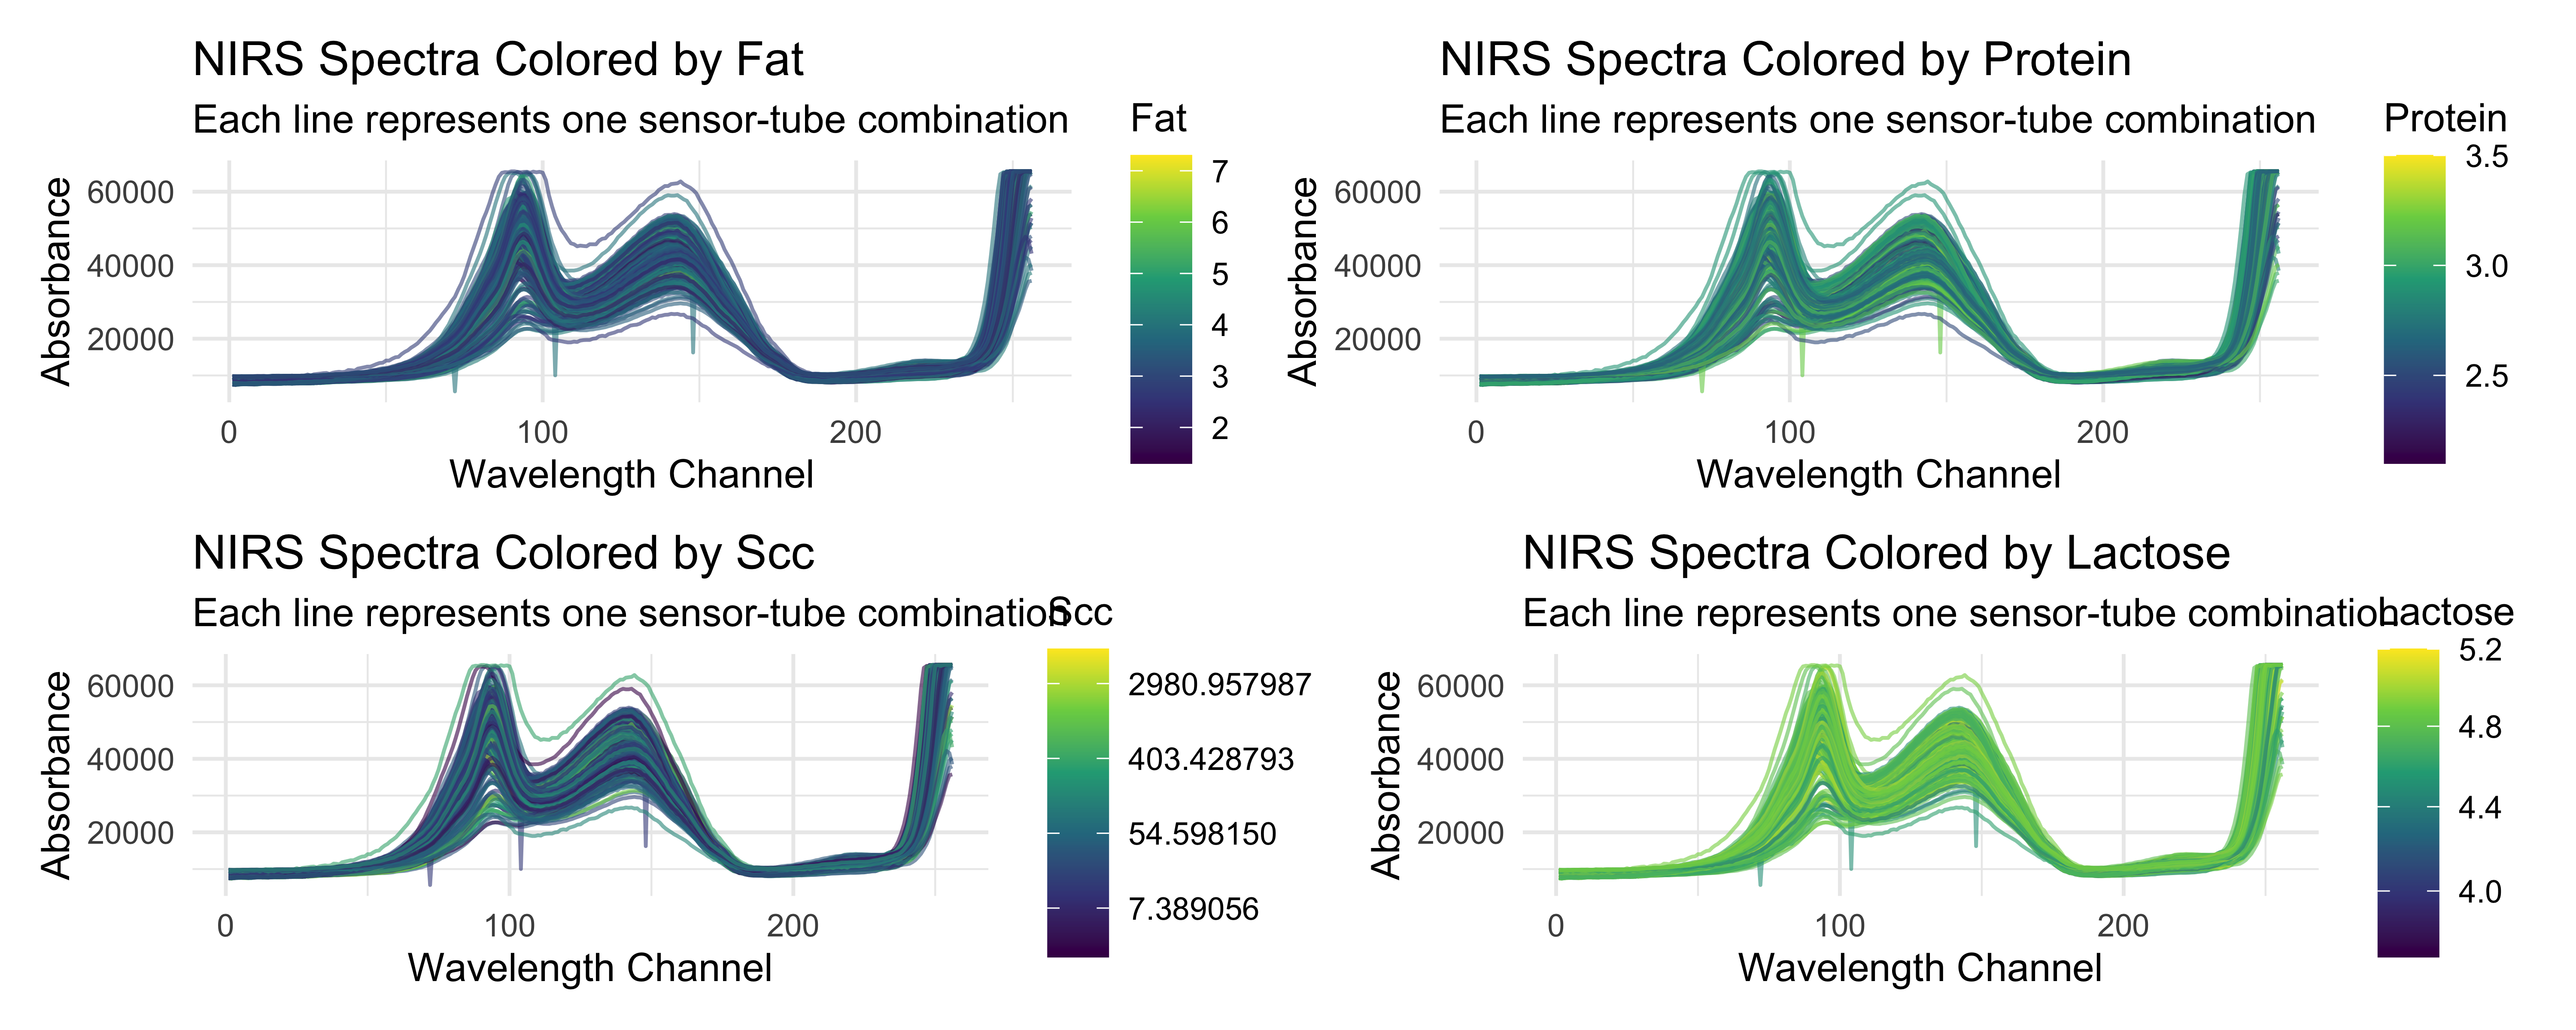 NIRS Spectra Colored by Fat
Each line represents one sensor-tube combination
Fat
7
6
5
4
3
2
Absorbance
60000
40000
20000
0
100
200
Wavelength Channel
NIRS Spectra Colored by Protein
Each line represents one sensor-tube combination
Protein
3.5
3.0
2.5
Absorbance
60000
40000
20000
0
100
200
Wavelength Channel
NIRS Spectra Colored by Scc
Each line represents one sensor-tube combination
Scc
2980.957987
403.428793
54.598150
7.389056
Absorbance
60000
40000
20000
0
100
200
Wavelength Channel
NIRS Spectra Colored by Lactose
Each line represents one sensor-tube combination
Lactose
5.2
4.8
4.4
4.0
Absorbance
60000
40000
20000
0
100
200
Wavelength Channel